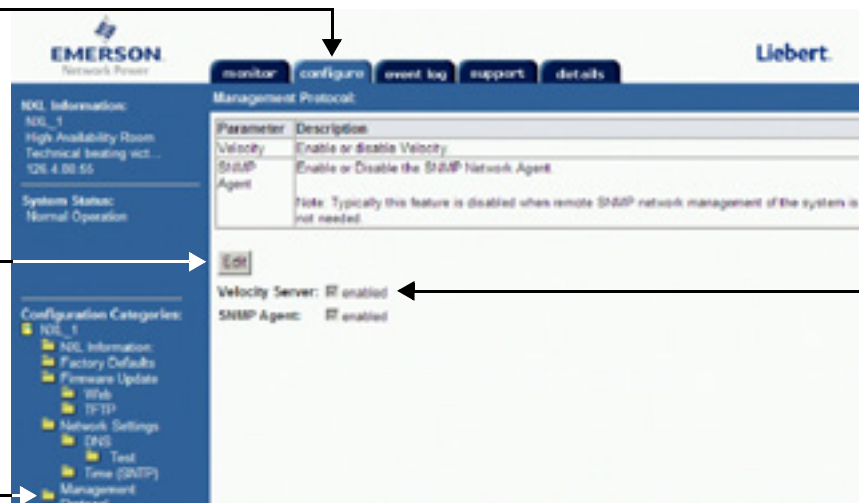 EMERSON
Network Power
Liebert.
monitor configure event log support details
NXL Information:
NXL_1
High Availability Room
Technical beating vict...
126.4.80.55
System Status:
Normal Operation
Configuration Categories:
NXL_1
NXL Information:
Factory Defaults
Firmware Update
Web
TFTP
Network Settings
DNS
Test
Time (SNTP)
Management
Protocol
Management Protocol:
Parameter Description
Velocity Enable or disable Velocity.
SNMP Agent Enable or Disable the SNMP Network Agent.
Note: Typically this feature is disabled when remote SNMP network management of the system is
not needed.
Edit
Velocity Server: enabled
SNMP Agent: enabled